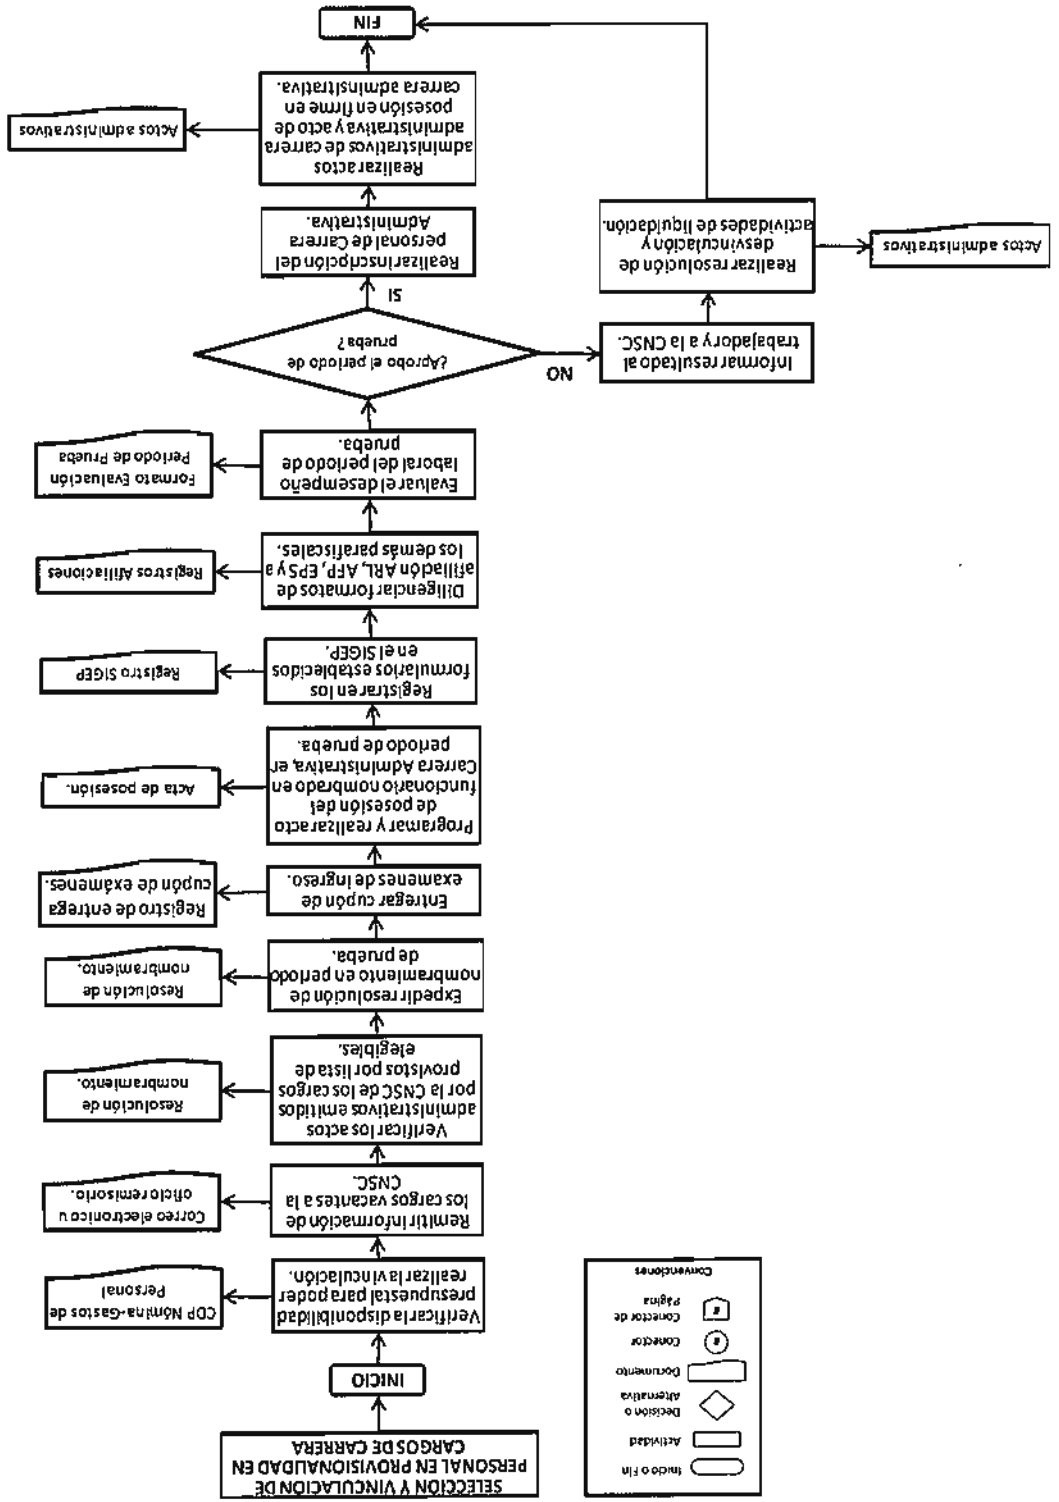 SELECCIÓN Y VINCULACION DE
PERSONAL EN PROVISIONALIDAD EN
CARGOS DE CARRERA
INICIO
Verificar la disponibilidad
presupuestal para poder
realizar la vinculación.
CDP Nómina-Gastos de
Personal
Remitir Información de
los cargos vacantes a la
CNSC.
Correo electronico u
oficio remisorio.
Verificar los actos
administrativos emitidos
por la CNSC de los cargos
provistos por lista de
elegibles.
Resolución de
nombramiento.
Expedir resolución de
nombramiento en periodo
de prueba.
Resolución de
nombramiento.
Entregar cupón de
examenes de ingreso.
Registro de entrega
cupón de exámenes.
Programar y realizar acto
de posesión del
funcionario nombrado en
Carrera Administrativa, er
periodo de prueba.
Acta de posesión.
Registrar en los
formularios establecidos
en el SIGEP.
Registro SIGEP
Diligenciar formatos de
afiliación ARL, AFP, EPS y a
los demás parafiscales.
Registros Afiliaciones
Evaluar el desempeño
laboral del periodo de
prueba.
Formato Evaluación
Periodo de Prueba
¿Aprobo el periodo de
prueba?
NO
SI
Informar resultado al
trabajador y a la CNSC.
Realizar resolución de
desvinculación y
actividades de liquidación.
Actos administrativos
Realizar inscripción del
personal de Carrera
Administrativa.
Realizar actos
administrativos de carrera
administrativa y acto de
posesión en firme en
carrera adminsitrativa.
Actos administrativos
FIN
Inicio o Fin
Actividad
Decisión o
Alternativa
Documento
Conector
Conector de
Página
Convenciones